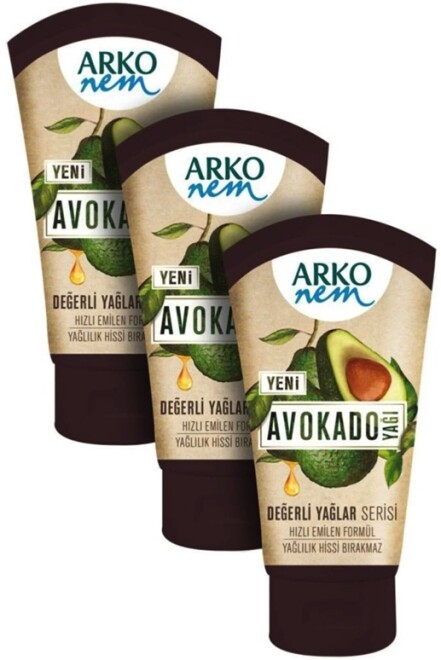 ARKO
nem
YENİ
AVOKA
DEĞERLİ YAĞLAR
HIZLI EMİLEN FOR
YAĞLILIK HİSSİ BIRA
ARKO
nem
YENİ
AVOKA
DEĞERLİ YAĞLAR
HIZLI EMİLEN F
YAĞLILIK HİSSİ BIRA
ARKO
nem
YENİ
AVOKADO YAĞI
DEĞERLİ YAĞLAR SERİSİ
HIZLI EMİLEN FORMÜL
YAĞLILIK HİSSİ BIRAKMAZ